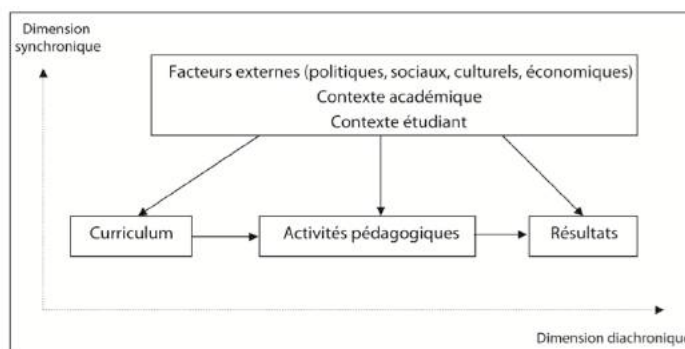 Dimension
synchronique
Facteurs externes (politiques, sociaux, culturels, économiques)
Contexte académique
Contexte étudiant
Curriculum
Activités pédagogiques
Résultats
Dimension diachronique